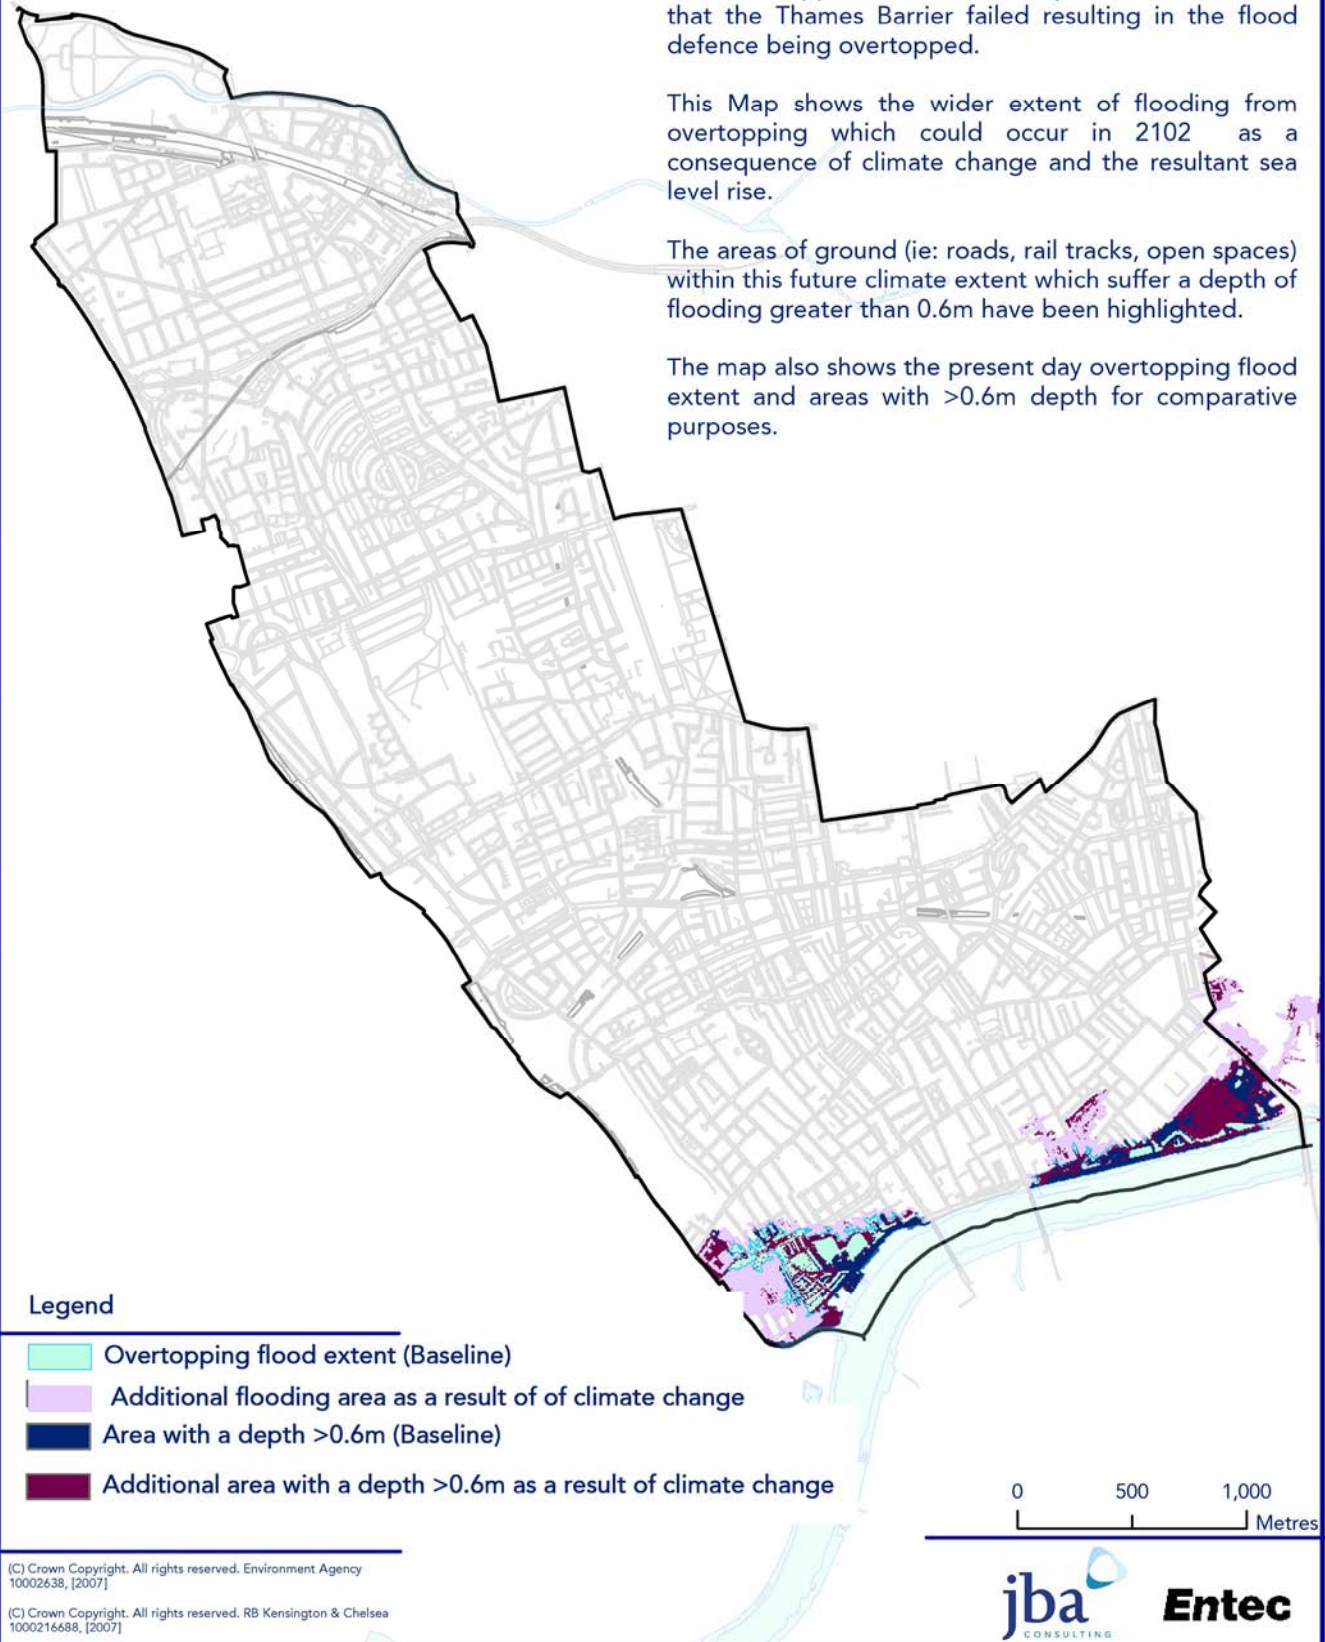 that the Thames Barrier failed resulting in the flood
defence being overtopped.
This Map shows the wider extent of flooding from
overtopping which could occur in 2102 as a
consequence of climate change and the resultant sea
level rise.
The areas of ground (ie: roads, rail tracks, open spaces)
within this future climate extent which suffer a depth of
flooding greater than 0.6m have been highlighted.
The map also shows the present day overtopping flood
extent and areas with >0.6m depth for comparative
purposes.
Legend
Overtopping flood extent (Baseline)
Additional flooding area as a result of of climate change
Area with a depth >0.6m (Baseline)
Additional area with a depth >0.6m as a result of climate change
0 500 1,000
Metres
(C) Crown Copyright. All rights reserved. Environment Agency
10002638, [2007]
(C) Crown Copyright. All rights reserved. RB Kensington & Chelsea
1000216688, [2007]
jba
CONSULTING
Entec